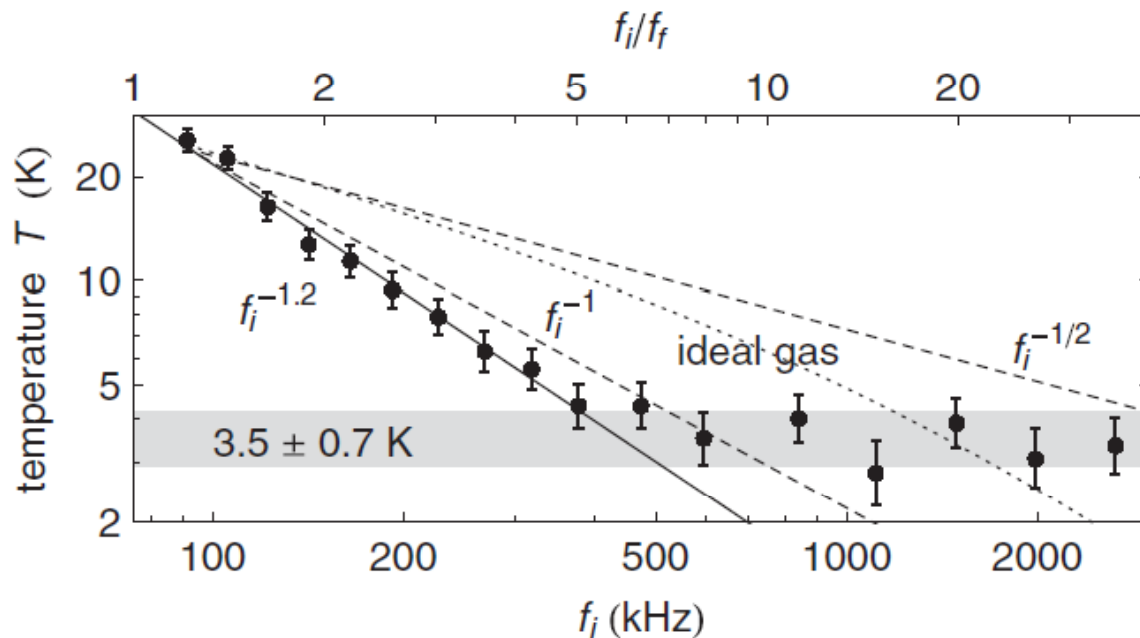 f_i/f_f
1 2 5 10 20
temperature T (K)
20
10
5
2
f_i^{-1.2}
f_i^{-1}
ideal gas
f_i^{-1/2}
3.5 ± 0.7 K
100 200 500 1000 2000
f_i (kHz)